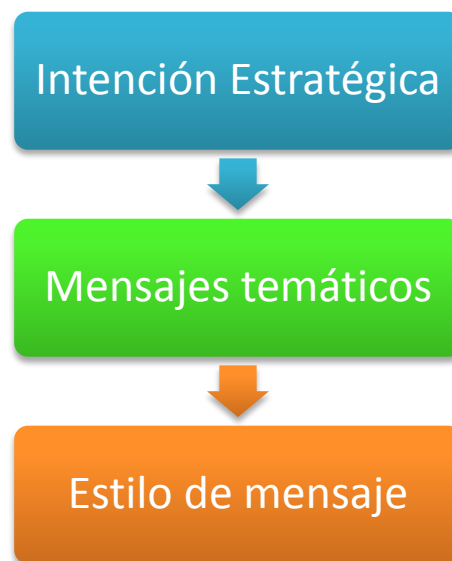 Intención Estratégica
Mensajes temáticos
Estilo de mensaje